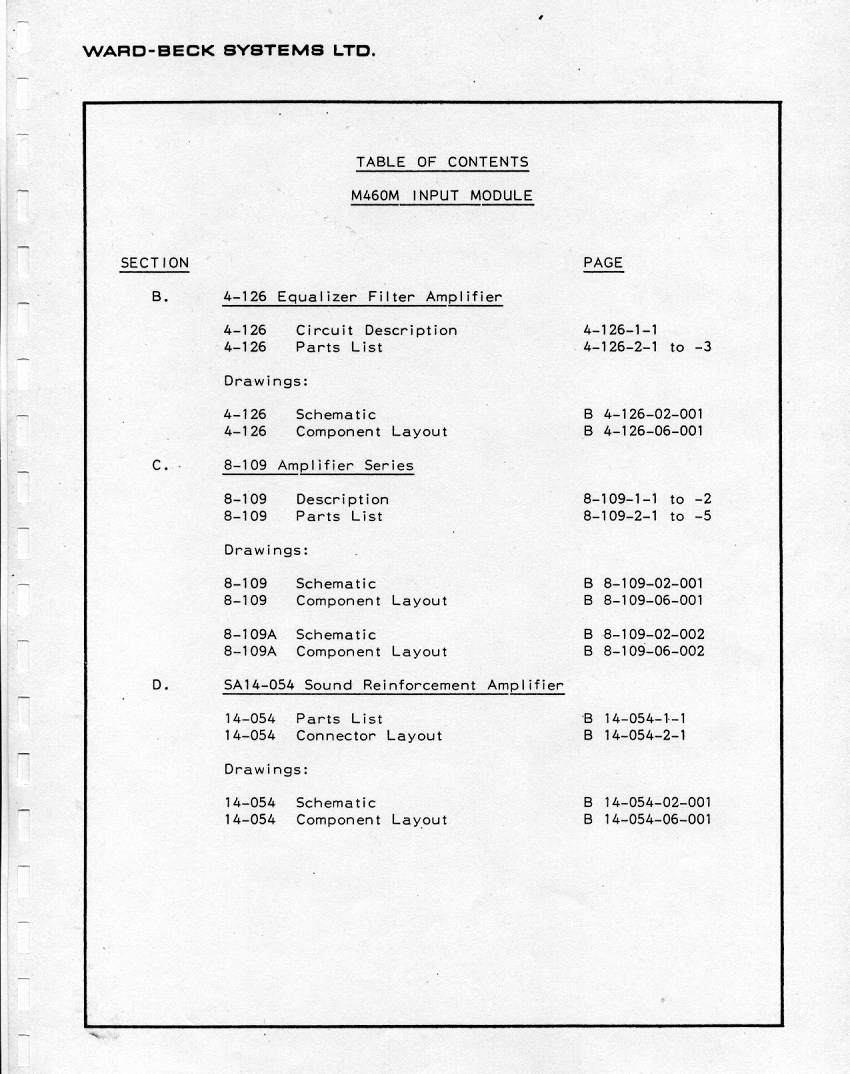 WARD-BECK SYSTEMS LTD.
TABLE OF CONTENTS
M460M INPUT MODULE
SECTION PAGE
B. 4-126 Equalizer Filter Amplifier
4-126 Circuit Description 4-126-1-1
4-126 Parts List 4-126-2-1 to -3
Drawings:
4-126 Schematic B 4-126-02-001
4-126 Component Layout B 4-126-06-001
C. 8-109 Amplifier Series
8-109 Description 8-109-1-1 to -2
8-109 Parts List 8-109-2-1 to -5
Drawings:
8-109 Schematic B 8-109-02-001
8-109 Component Layout B 8-109-06-001
8-109A Schematic B 8-109-02-002
8-109A Component Layout B 8-109-06-002
D. SA14-054 Sound Reinforcement Amplifier
14-054 Parts List B 14-054-1-1
14-054 Connector Layout B 14-054-2-1
Drawings:
14-054 Schematic B 14-054-02-001
14-054 Component Layout B 14-054-06-001